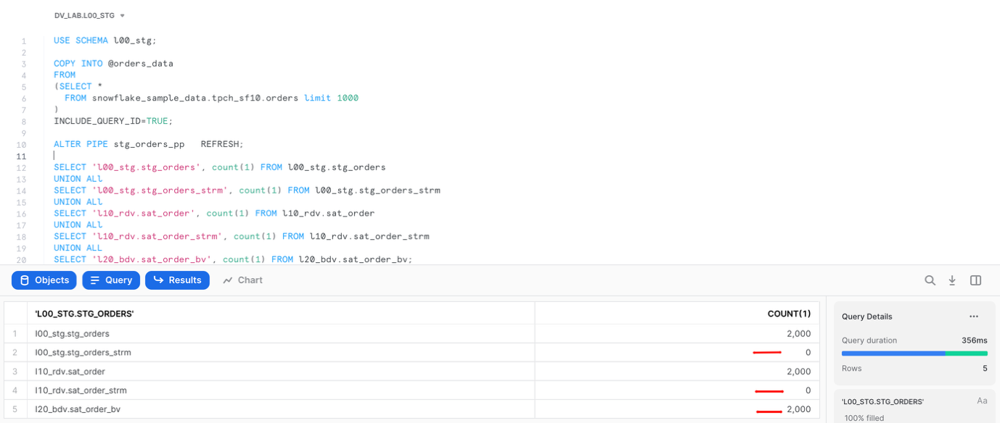 DV_LAB.L00_STG
1 USE SCHEMA l00_stg;
2
3 COPY INTO @orders_data
4 FROM
5 (SELECT *
6 FROM snowflake_sample_data.tpch_sf10.orders limit 1000
7 )
8 INCLUDE_QUERY_ID=TRUE;
9
10 ALTER PIPE stg_orders_pp REFRESH;
11
12 SELECT 'l00_stg.stg_orders', count(1) FROM l00_stg.stg_orders
13 UNION ALl
14 SELECT 'l00_stg.stg_orders_strm', count(1) FROM l00_stg.stg_orders_strm
15 UNION ALl
16 SELECT 'l10_rdv.sat_order', count(1) FROM l10_rdv.sat_order
17 UNION ALl
18 SELECT 'l10_rdv.sat_order_strm', count(1) FROM l10_rdv.sat_order_strm
19 UNION ALL
20 SELECT 'l20_bdv.sat_order_bv', count(1) FROM l20_bdv.sat_order_bv;
Objects Query Results Chart
'L00_STG.STG_ORDERS' COUNT(1)
1 l00_stg.stg_orders 2,000
2 l00_stg.stg_orders_strm 0
3 l10_rdv.sat_order 2,000
4 l10_rdv.sat_order_strm 0
5 l20_bdv.sat_order_bv 2,000
Query Details ...
Query duration 356ms
Rows 5
'L00_STG.STG_ORDERS' Aa
100% filled